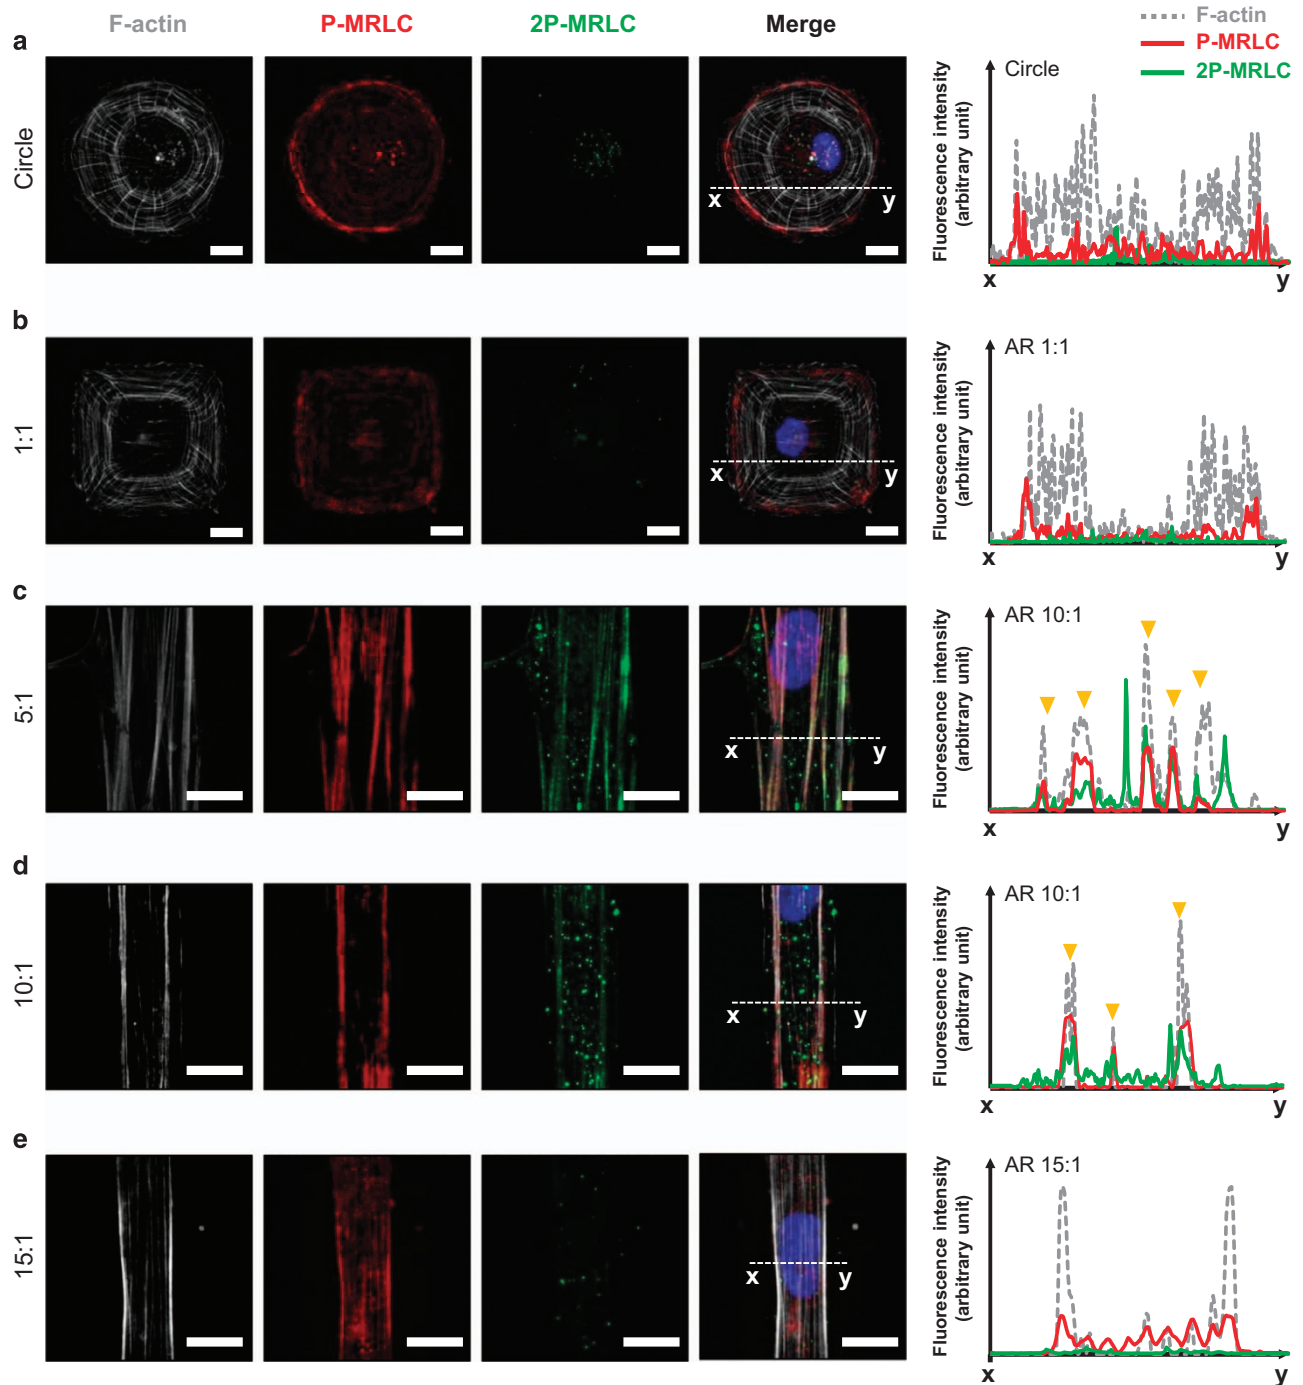 F-actin P-MRLC 2P-MRLC Merge
F-actin
P-MRLC
2P-MRLC
a
Circle
x y
Fluorescence intensity
(arbitrary unit)
Circle
x y
b
1:1
x y
Fluorescence intensity
(arbitrary unit)
AR 1:1
x y
c
5:1
x y
Fluorescence intensity
(arbitrary unit)
AR 10:1
x y
d
10:1
x y
Fluorescence intensity
(arbitrary unit)
AR 10:1
x y
e
15:1
x y
Fluorescence intensity
(arbitrary unit)
AR 15:1
x y